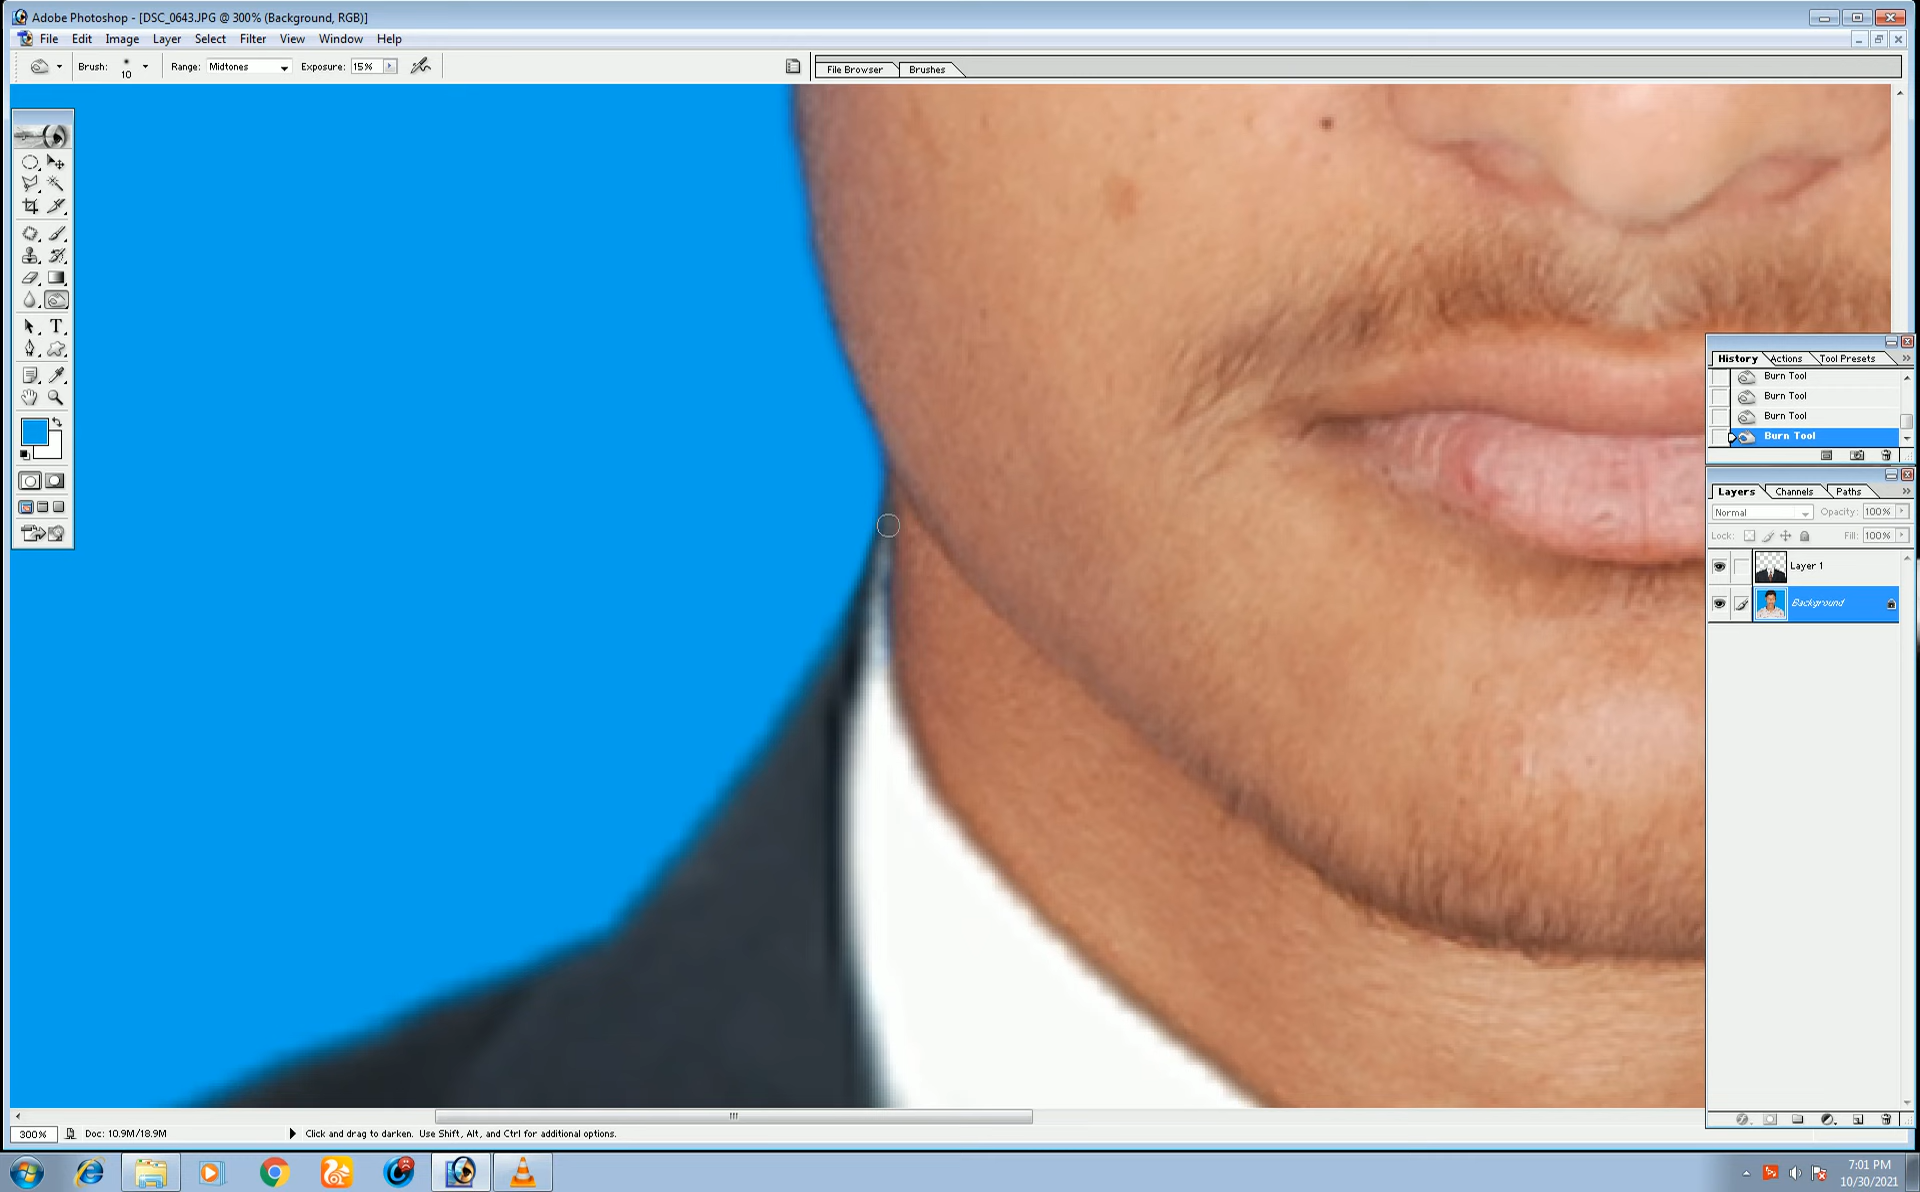 Adobe Photoshop - [DSC_0643.JPG @ 300% (Background, RGB)]
File Edit Image Layer Select Filter View Window Help
Brush: 10 Range: Midtones Exposure: 15% File Browser Brushes
T
History Actions Tool Presets
Burn Tool
Burn Tool
Burn Tool
Burn Tool
Layers Channels Paths
Normal Opacity: 100%
Lock: Fill: 100%
Layer 1
Background
300% Doc: 10.9M/18.9M Click and drag to darken. Use Shift, Alt, and Ctrl for additional options.
7:01 PM
10/30/2021